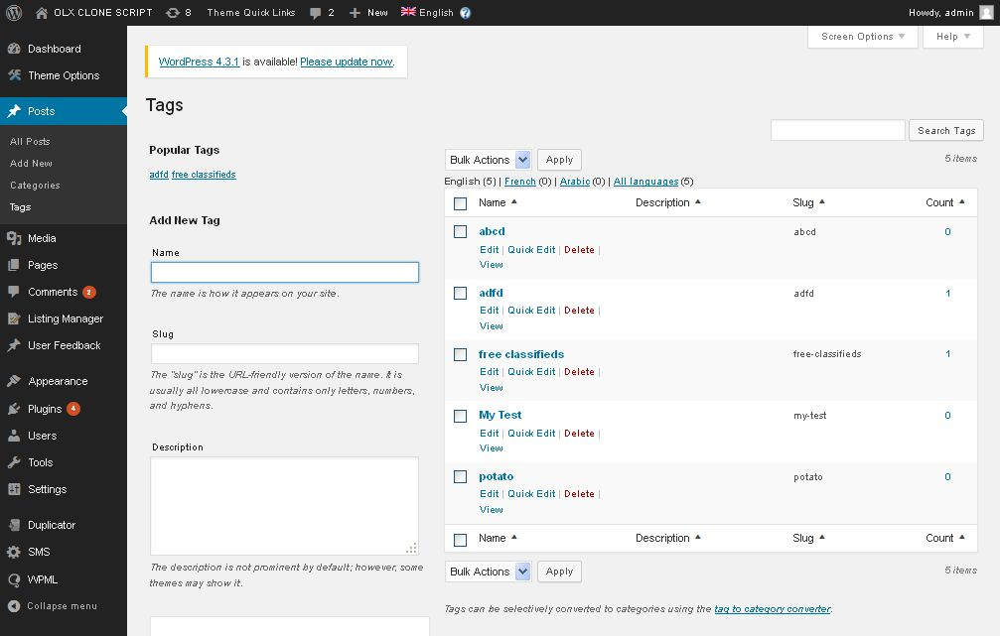 OLX CLONE SCRIPT 8 Theme Quick Links 2 New English ? Howdy, admin
Screen Options Help
Dashboard
Theme Options
Posts
All Posts
Add New
Categories
Tags
Media
Pages
Comments 2
Listing Manager
User Feedback
Appearance
Plugins 4
Users
Tools
Settings
Duplicator
SMS
WPML
Collapse menu
WordPress 4.3.1 is available! Please update now.
Tags
Search Tags
Popular Tags
adfd free classifieds
Add New Tag
Name
The name is how it appears on your site.
Slug
The "slug" is the URL-friendly version of the name. It is
usually all lowercase and contains only letters, numbers,
and hyphens.
Description
The description is not prominent by default; however, some
themes may show it.
Bulk Actions Apply 5 items
English (5) | French (0) | Arabic (0) | All languages (5)
Name Description Slug Count
abcd abcd 0
Edit | Quick Edit | Delete |
View
adfd adfd 1
Edit | Quick Edit | Delete |
View
free classifieds free-classifieds 1
Edit | Quick Edit | Delete |
View
My Test my-test 0
Edit | Quick Edit | Delete |
View
potato potato 0
Edit | Quick Edit | Delete |
View
Name Description Slug Count
Bulk Actions Apply 5 items
Tags can be selectively converted to categories using the tag to category converter.